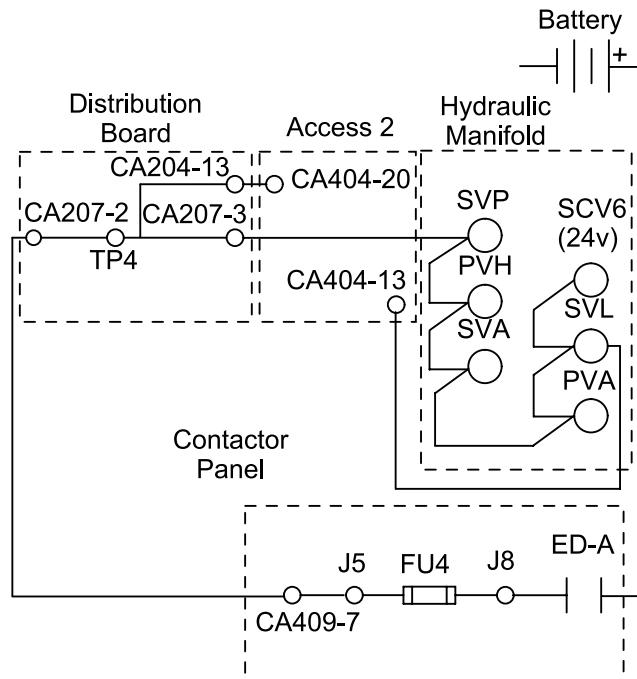 Battery
+
Distribution
Board
Access 2
Hydraulic
Manifold
CA204-13
CA404-20
SVP
SCV6
(24v)
CA207-2
CA207-3
TP4
PVH
CA404-13
SVL
SVA
PVA
Contactor
Panel
J5
FU4
J8
ED-A
CA409-7